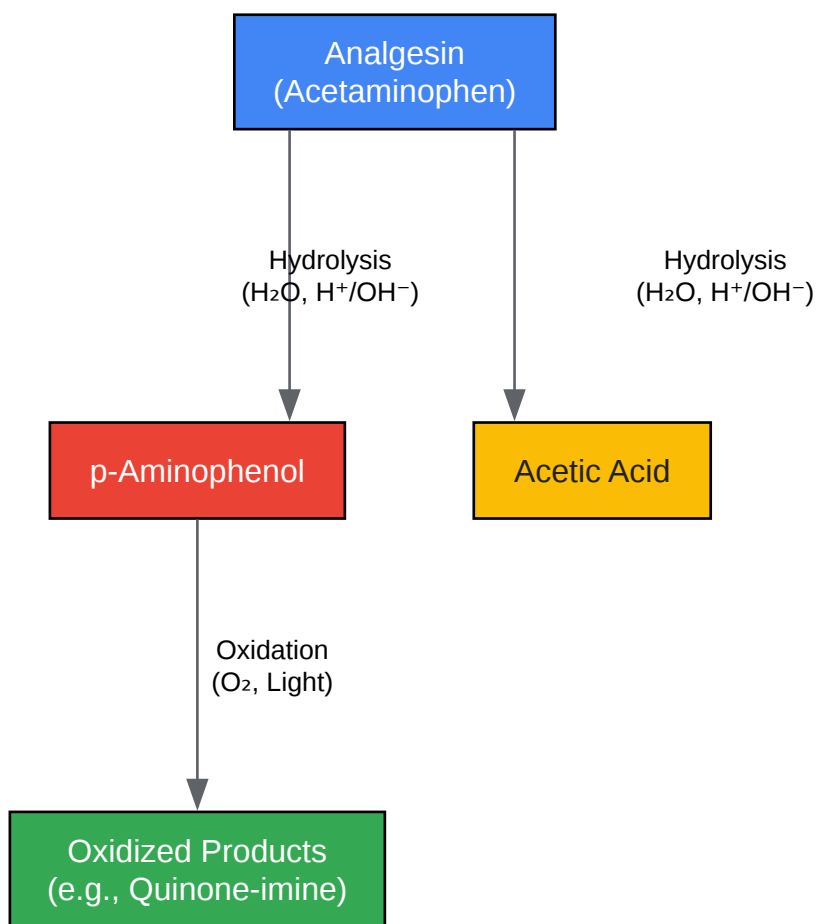 Analgesin
(Acetaminophen)
Hydrolysis
(H₂O, H⁺/OH⁻)
Hydrolysis
(H₂O, H⁺/OH⁻)
p-Aminophenol
Acetic Acid
Oxidation
(O₂, Light)
Oxidized Products
(e.g., Quinone-imine)